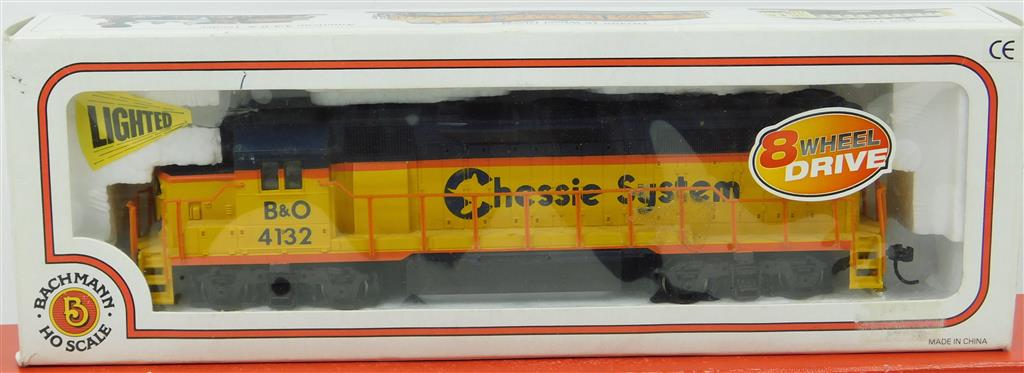 CE
LIGHTED
8 WHEEL
DRIVE
Chessie System
B&O
4132
BACHMANN
B
HO SCALE
MADE IN CHINA